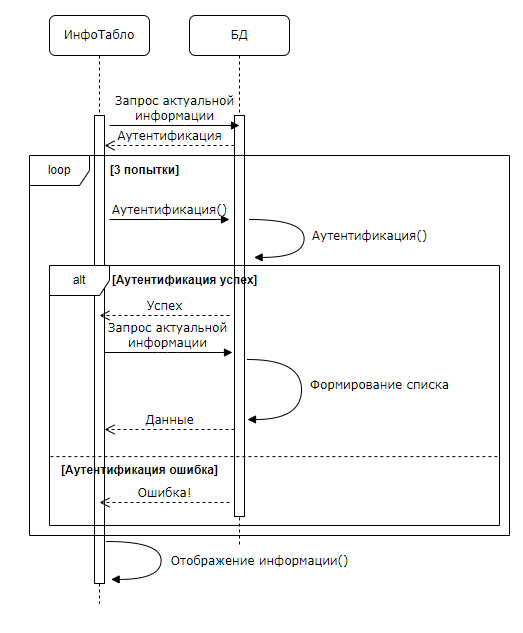 ИнфоТабло
БД
Запрос актуальной
информации
Аутентификация
loop
[3 попытки]
Аутентификация()
Аутентификация()
alt
[Аутентификация успех]
Успех
Запрос актуальной
информации
Формирование списка
Данные
[Аутентификация ошибка]
Ошибка!
Отображение информации()